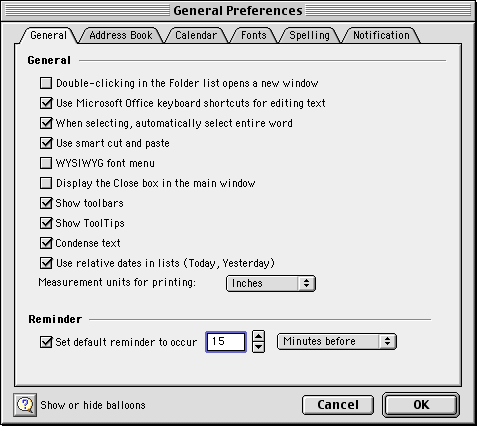 General Preferences
General Address Book Calendar Fonts Spelling Notification
General
Double-clicking in the Folder list opens a new window
Use Microsoft Office keyboard shortcuts for editing text
When selecting, automatically select entire word
Use smart cut and paste
WYSIWYG font menu
Display the Close box in the main window
Show toolbars
Show ToolTips
Condense text
Use relative dates in lists (Today, Yesterday)
Measurement units for printing: Inches
Reminder
Set default reminder to occur 15 Minutes before
? Show or hide balloons Cancel OK